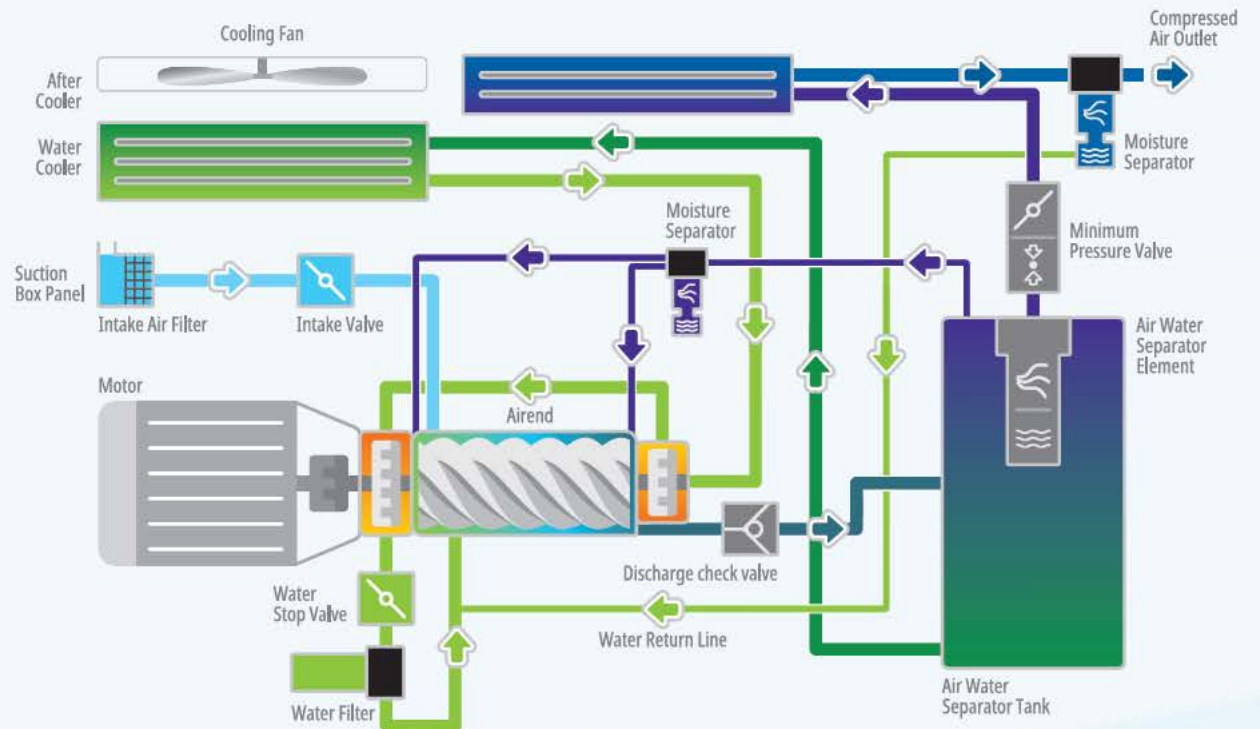 Cooling Fan
Compressed
Air Outlet
After
Cooler
Water
Cooler
Moisture
Separator
Moisture
Separator
Minimum
Pressure Valve
Suction
Box Panel
Intake Air Filter
Intake Valve
Air Water
Separator
Element
Motor
Airend
Discharge check valve
Water
Stop Valve
Water Return Line
Water Filter
Air Water
Separator Tank